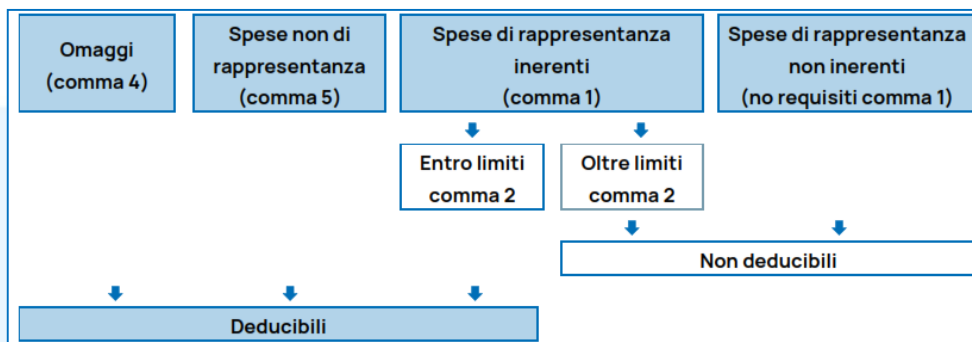 Omaggi
(comma 4)
Spese non di
rappresentanza
(comma 5)
Spese di rappresentanza
inerenti
(comma 1)
Spese di rappresentanza
non inerenti
(no requisiti comma 1)
Entro limiti
comma 2
Oltre limiti
comma 2
Non deducibili
Deducibili